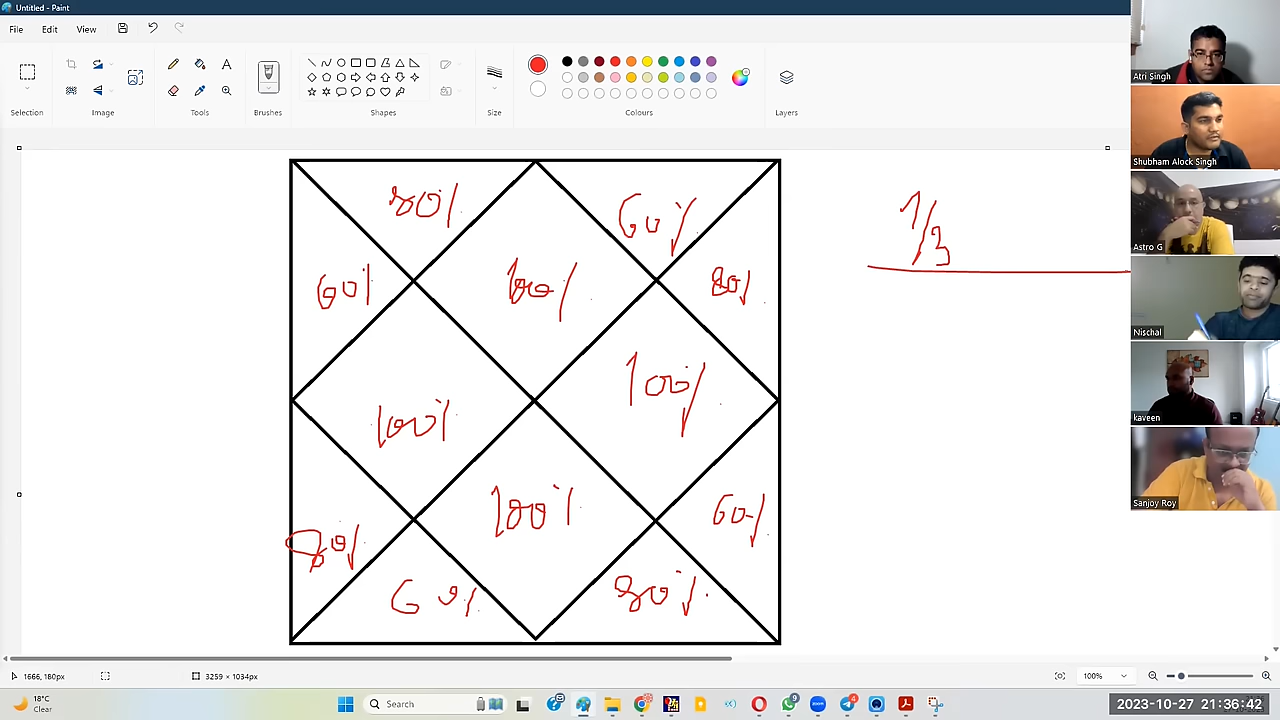 Untitled - Paint
File Edit View
Selection Image Tools Brushes Shapes Size Colours Layers
Atri Singh
Shubham Alock Singh
Astro G
Nischal
kaveen
Sanjoy Roy
80% 60%
60% 100% 80%
100% 100%
80% 100% 60%
60% 80%
1/3
1666, 180px 3259 × 1034px 100%
18°C
Clear
Search
2023-10-27 21:36:42